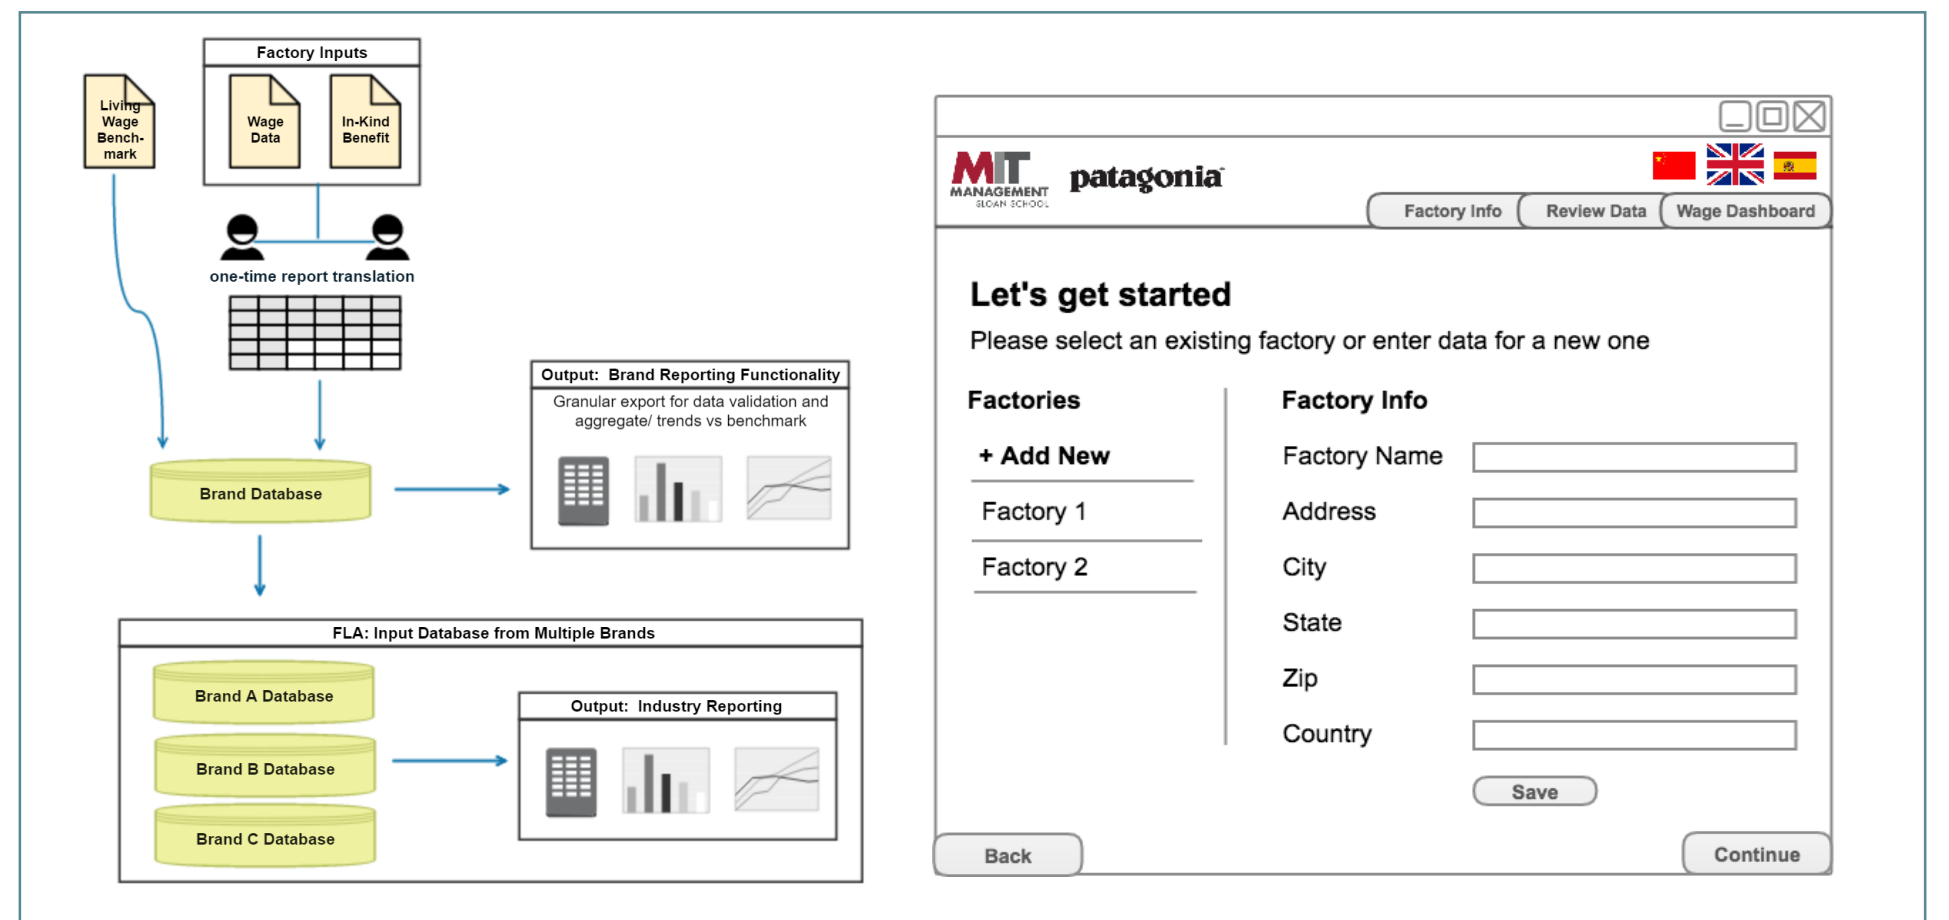 Factory Inputs
Living
Wage
Bench-
mark
Wage
Data
In-Kind
Benefit
one-time report translation
Brand Database
Output:  Brand Reporting Functionality
Granular export for data validation and
aggregate/ trends vs benchmark
FLA: Input Database from Multiple Brands
Brand A Database
Brand B Database
Brand C Database
Output:  Industry Reporting
MIT
MANAGEMENT
SLOAN SCHOOL
patagonia
Factory Info
Review Data
Wage Dashboard
Let's get started
Please select an existing factory or enter data for a new one
Factories
+ Add New
Factory 1
Factory 2
Factory Info
Factory Name
Address
City
State
Zip
Country
Save
Back
Continue